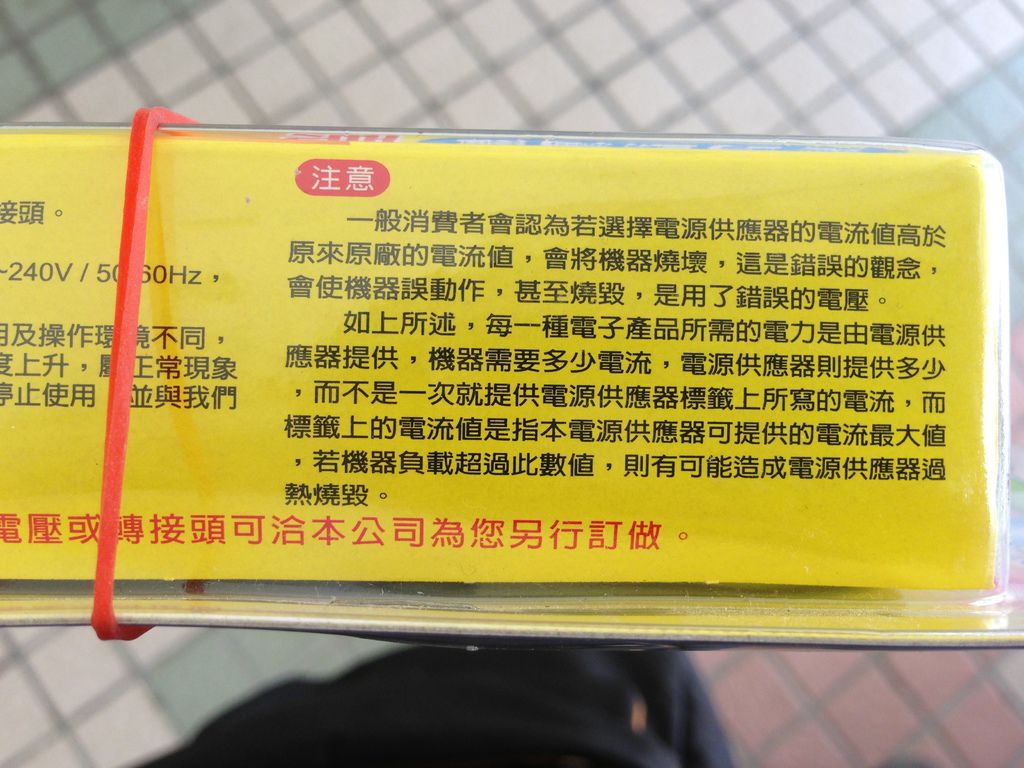 注意
一般消費者會認為若選擇電源供應器的電流值高於
原來原廠的電流值，會將機器燒壞，這是錯誤的觀念，
會使機器誤動作，甚至燒毀，是用了錯誤的電壓。
如上所述，每一種電子產品所需的電力是由電源供
應器提供，機器需要多少電流，電源供應器則提供多少
，而不是一次就提供電源供應器標籤上所寫的電流，而
標籤上的電流值是指本電源供應器可提供的電流最大值
，若機器負載超過此數值，則有可能造成電源供應器過
熱燒毀。
接頭。
~240V / 50 60Hz，
用及操作環境不同，
度上升，屬正常現象
停止使用 並與我們
電壓或轉接頭可洽本公司為您另行訂做。